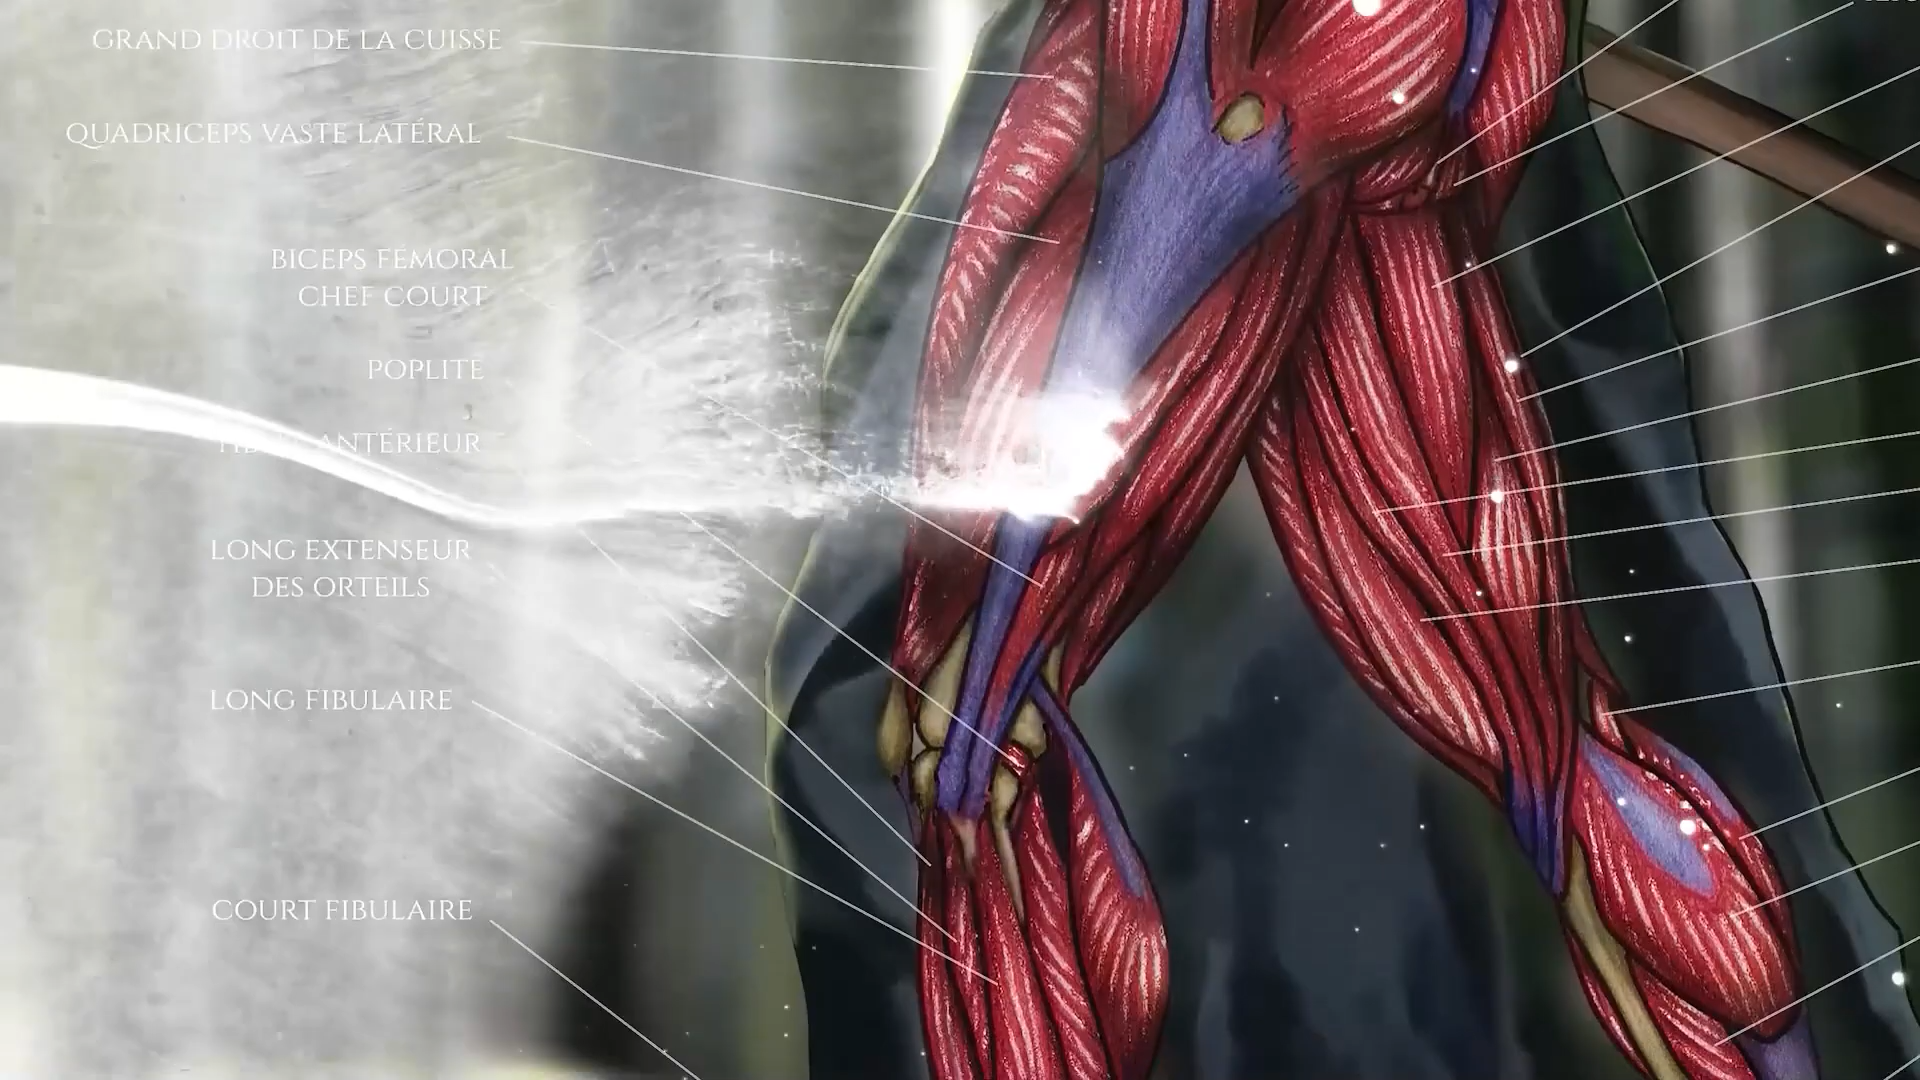 GRAND DROIT DE LA CUISSE
QUADRICEPS VASTE LATÉRAL
BICEPS FÉMORAL
CHEF COURT
POPLITE
ANTÉRIEUR
LONG EXTENSEUR
DES ORTEILS
LONG FIBULAIRE
COURT FIBULAIRE